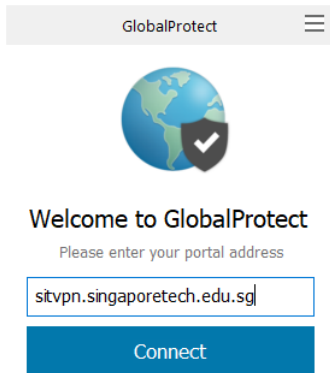 GlobalProtect
Welcome to GlobalProtect
Please enter your portal address
sitvpn.singaporetech.edu.sg
Connect